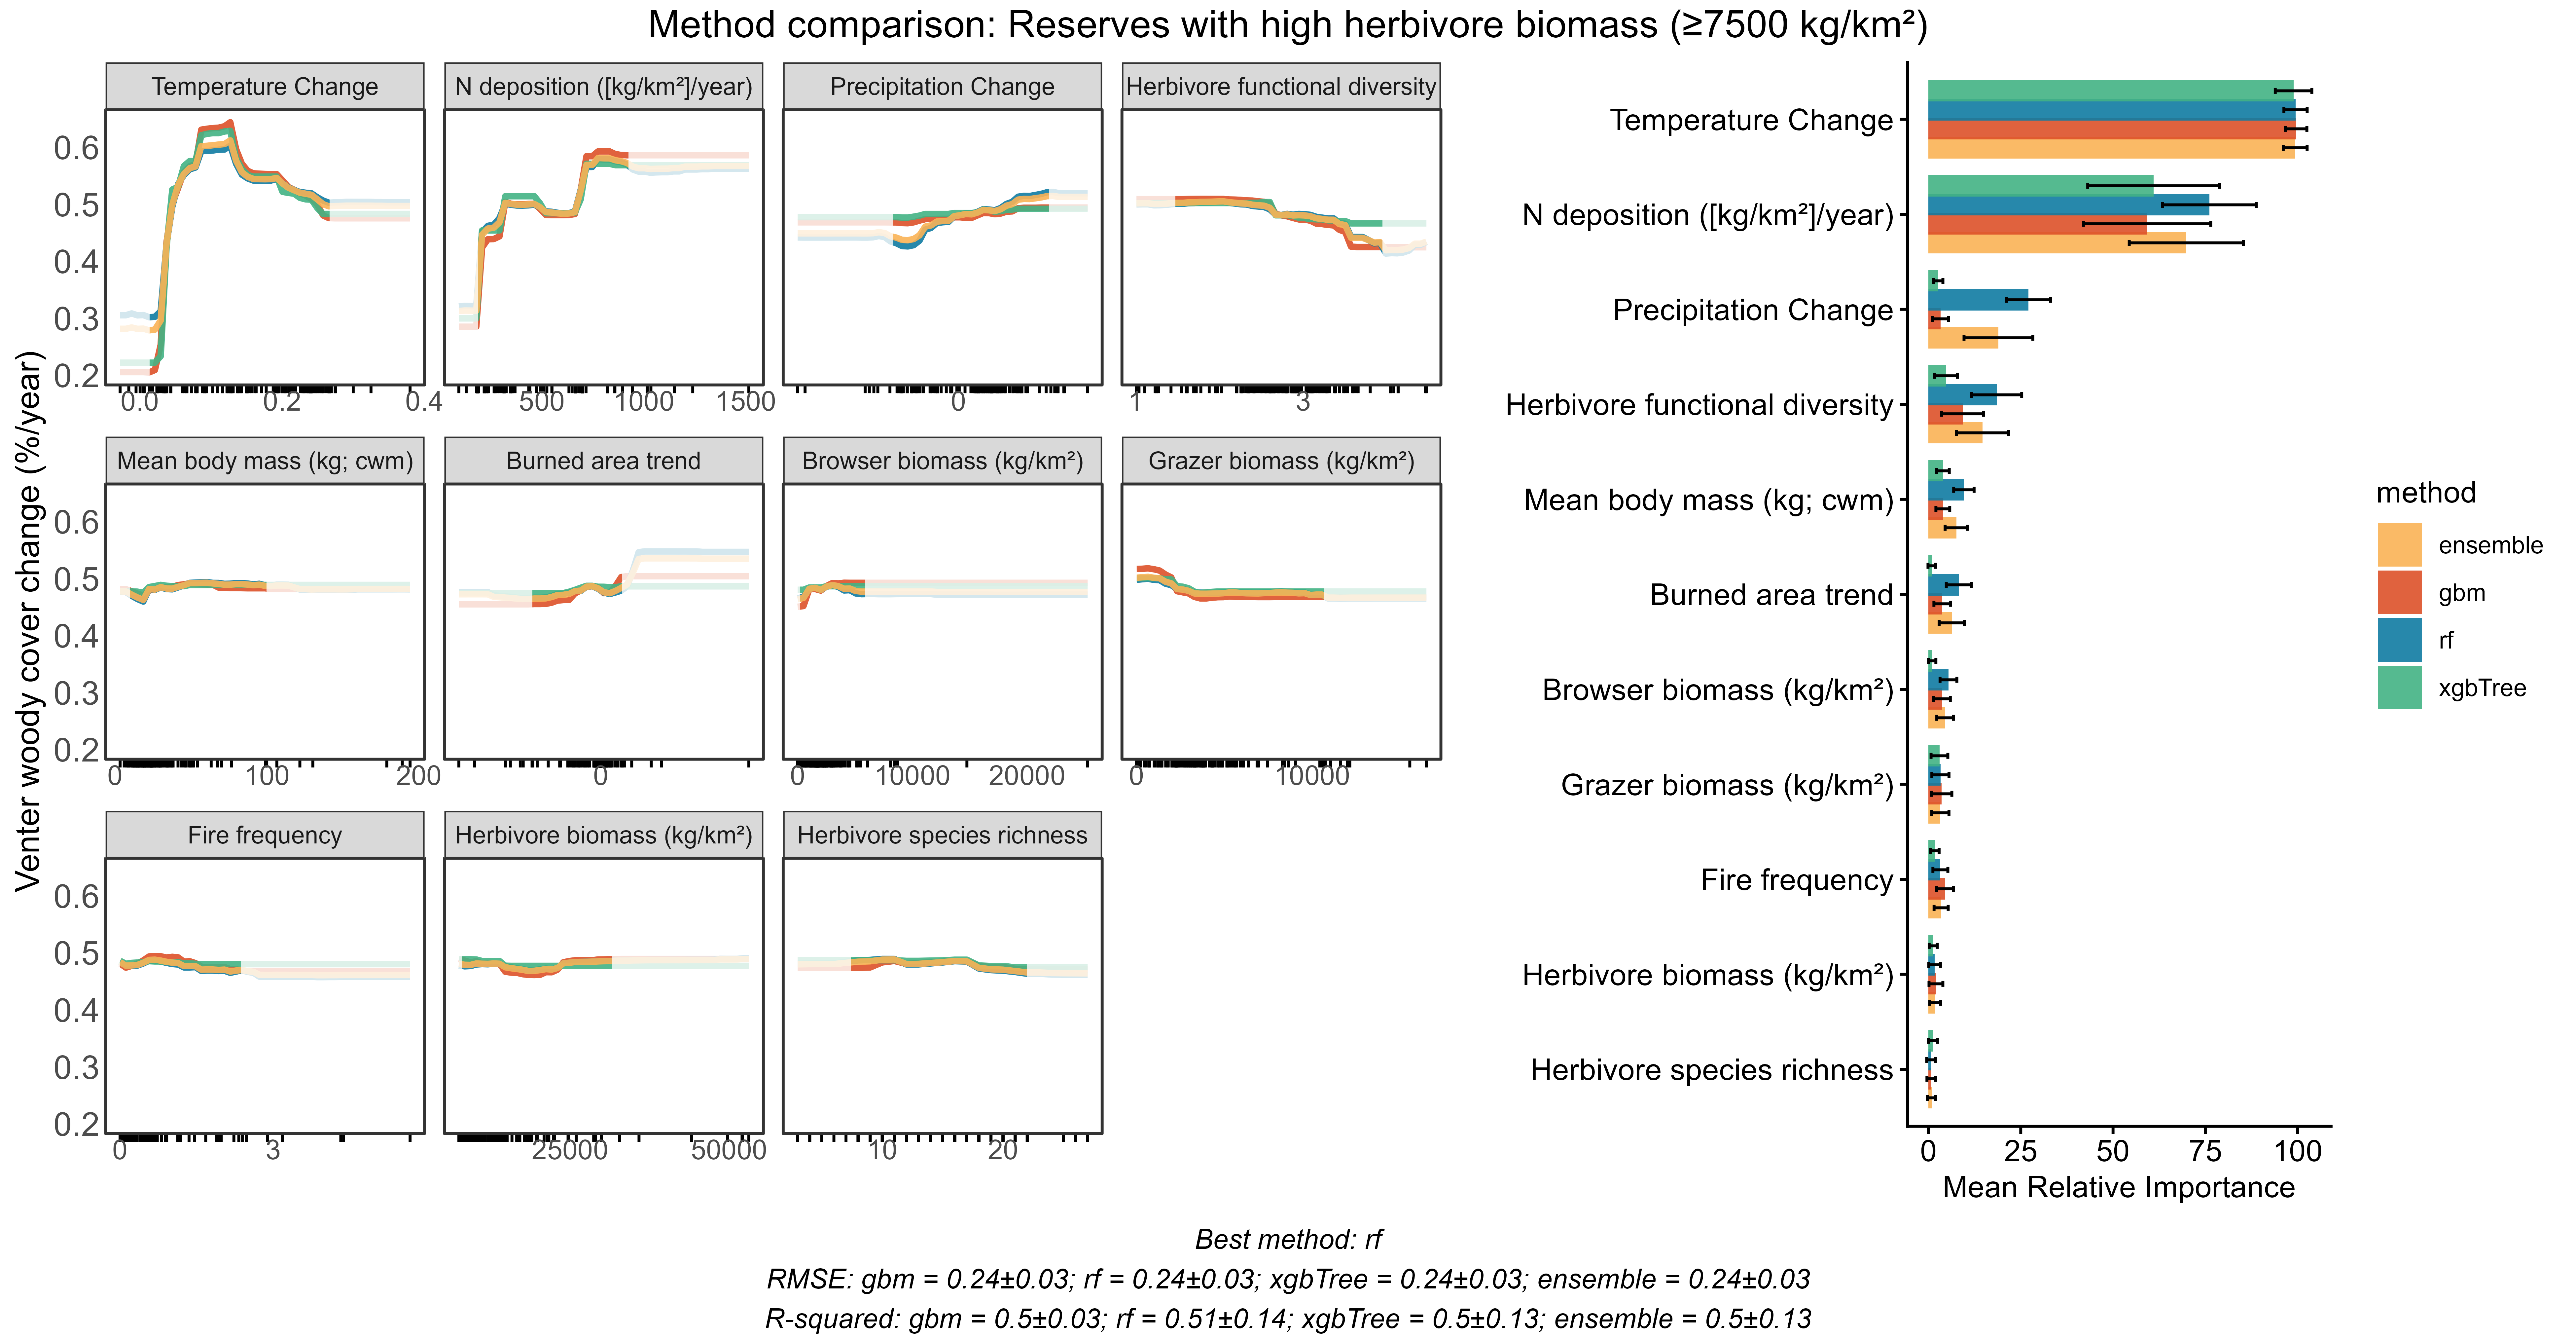 Method comparison: Reserves with high herbivore biomass (≥7500 kg/km²)
Venter woody cover change (%/year)
Temperature Change
N deposition ([kg/km²]/year)
Precipitation Change
Herbivore functional diversity
0.6
0.5
0.4
0.3
0.2
0.0 0.2 0.4
500 1000 1500
0
1 3
Mean body mass (kg; cwm)
Burned area trend
Browser biomass (kg/km²)
Grazer biomass (kg/km²)
0.6
0.5
0.4
0.3
0.2
0 100 200
0
0 10000 20000
0 10000
Fire frequency
Herbivore biomass (kg/km²)
Herbivore species richness
0.6
0.5
0.4
0.3
0.2
0 3
25000 50000
10 20
Temperature Change
N deposition ([kg/km²]/year)
Precipitation Change
Herbivore functional diversity
Mean body mass (kg; cwm)
Burned area trend
Browser biomass (kg/km²)
Grazer biomass (kg/km²)
Fire frequency
Herbivore biomass (kg/km²)
Herbivore species richness
0 25 50 75 100
Mean Relative Importance
method
ensemble
gbm
rf
xgbTree
Best method: rf
RMSE: gbm = 0.24±0.03; rf = 0.24±0.03; xgbTree = 0.24±0.03; ensemble = 0.24±0.03
R-squared: gbm = 0.5±0.03; rf = 0.51±0.14; xgbTree = 0.5±0.13; ensemble = 0.5±0.13